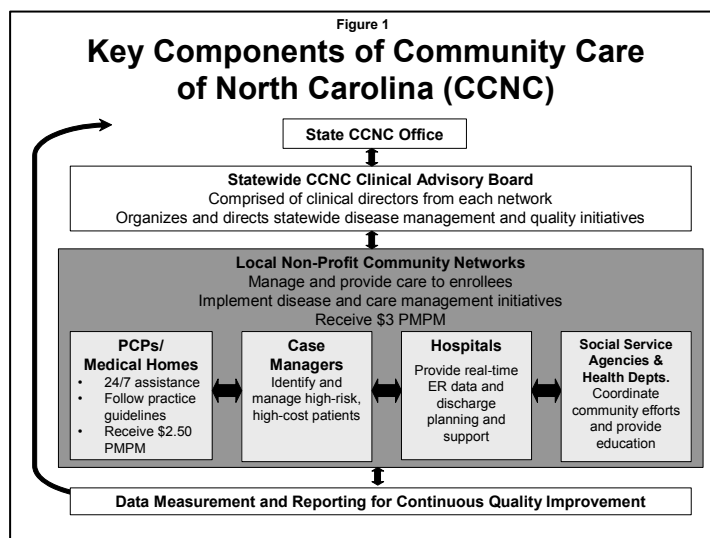 Figure 1
Key Components of Community Care
of North Carolina (CCNC)
State CCNC Office
Statewide CCNC Clinical Advisory Board
Comprised of clinical directors from each network
Organizes and directs statewide disease management and quality initiatives
Local Non-Profit Community Networks
Manage and provide care to enrollees
Implement disease and care management initiatives
Receive $3 PMPM
PCPs/
Medical Homes
• 24/7 assistance
• Follow practice
guidelines
• Receive $2.50
PMPM
Case
Managers
Identify and
manage high-risk,
high-cost patients
Hospitals
Provide real-time
ER data and
discharge
planning and
support
Social Service
Agencies &
Health Depts.
Coordinate
community efforts
and provide
education
Data Measurement and Reporting for Continuous Quality Improvement